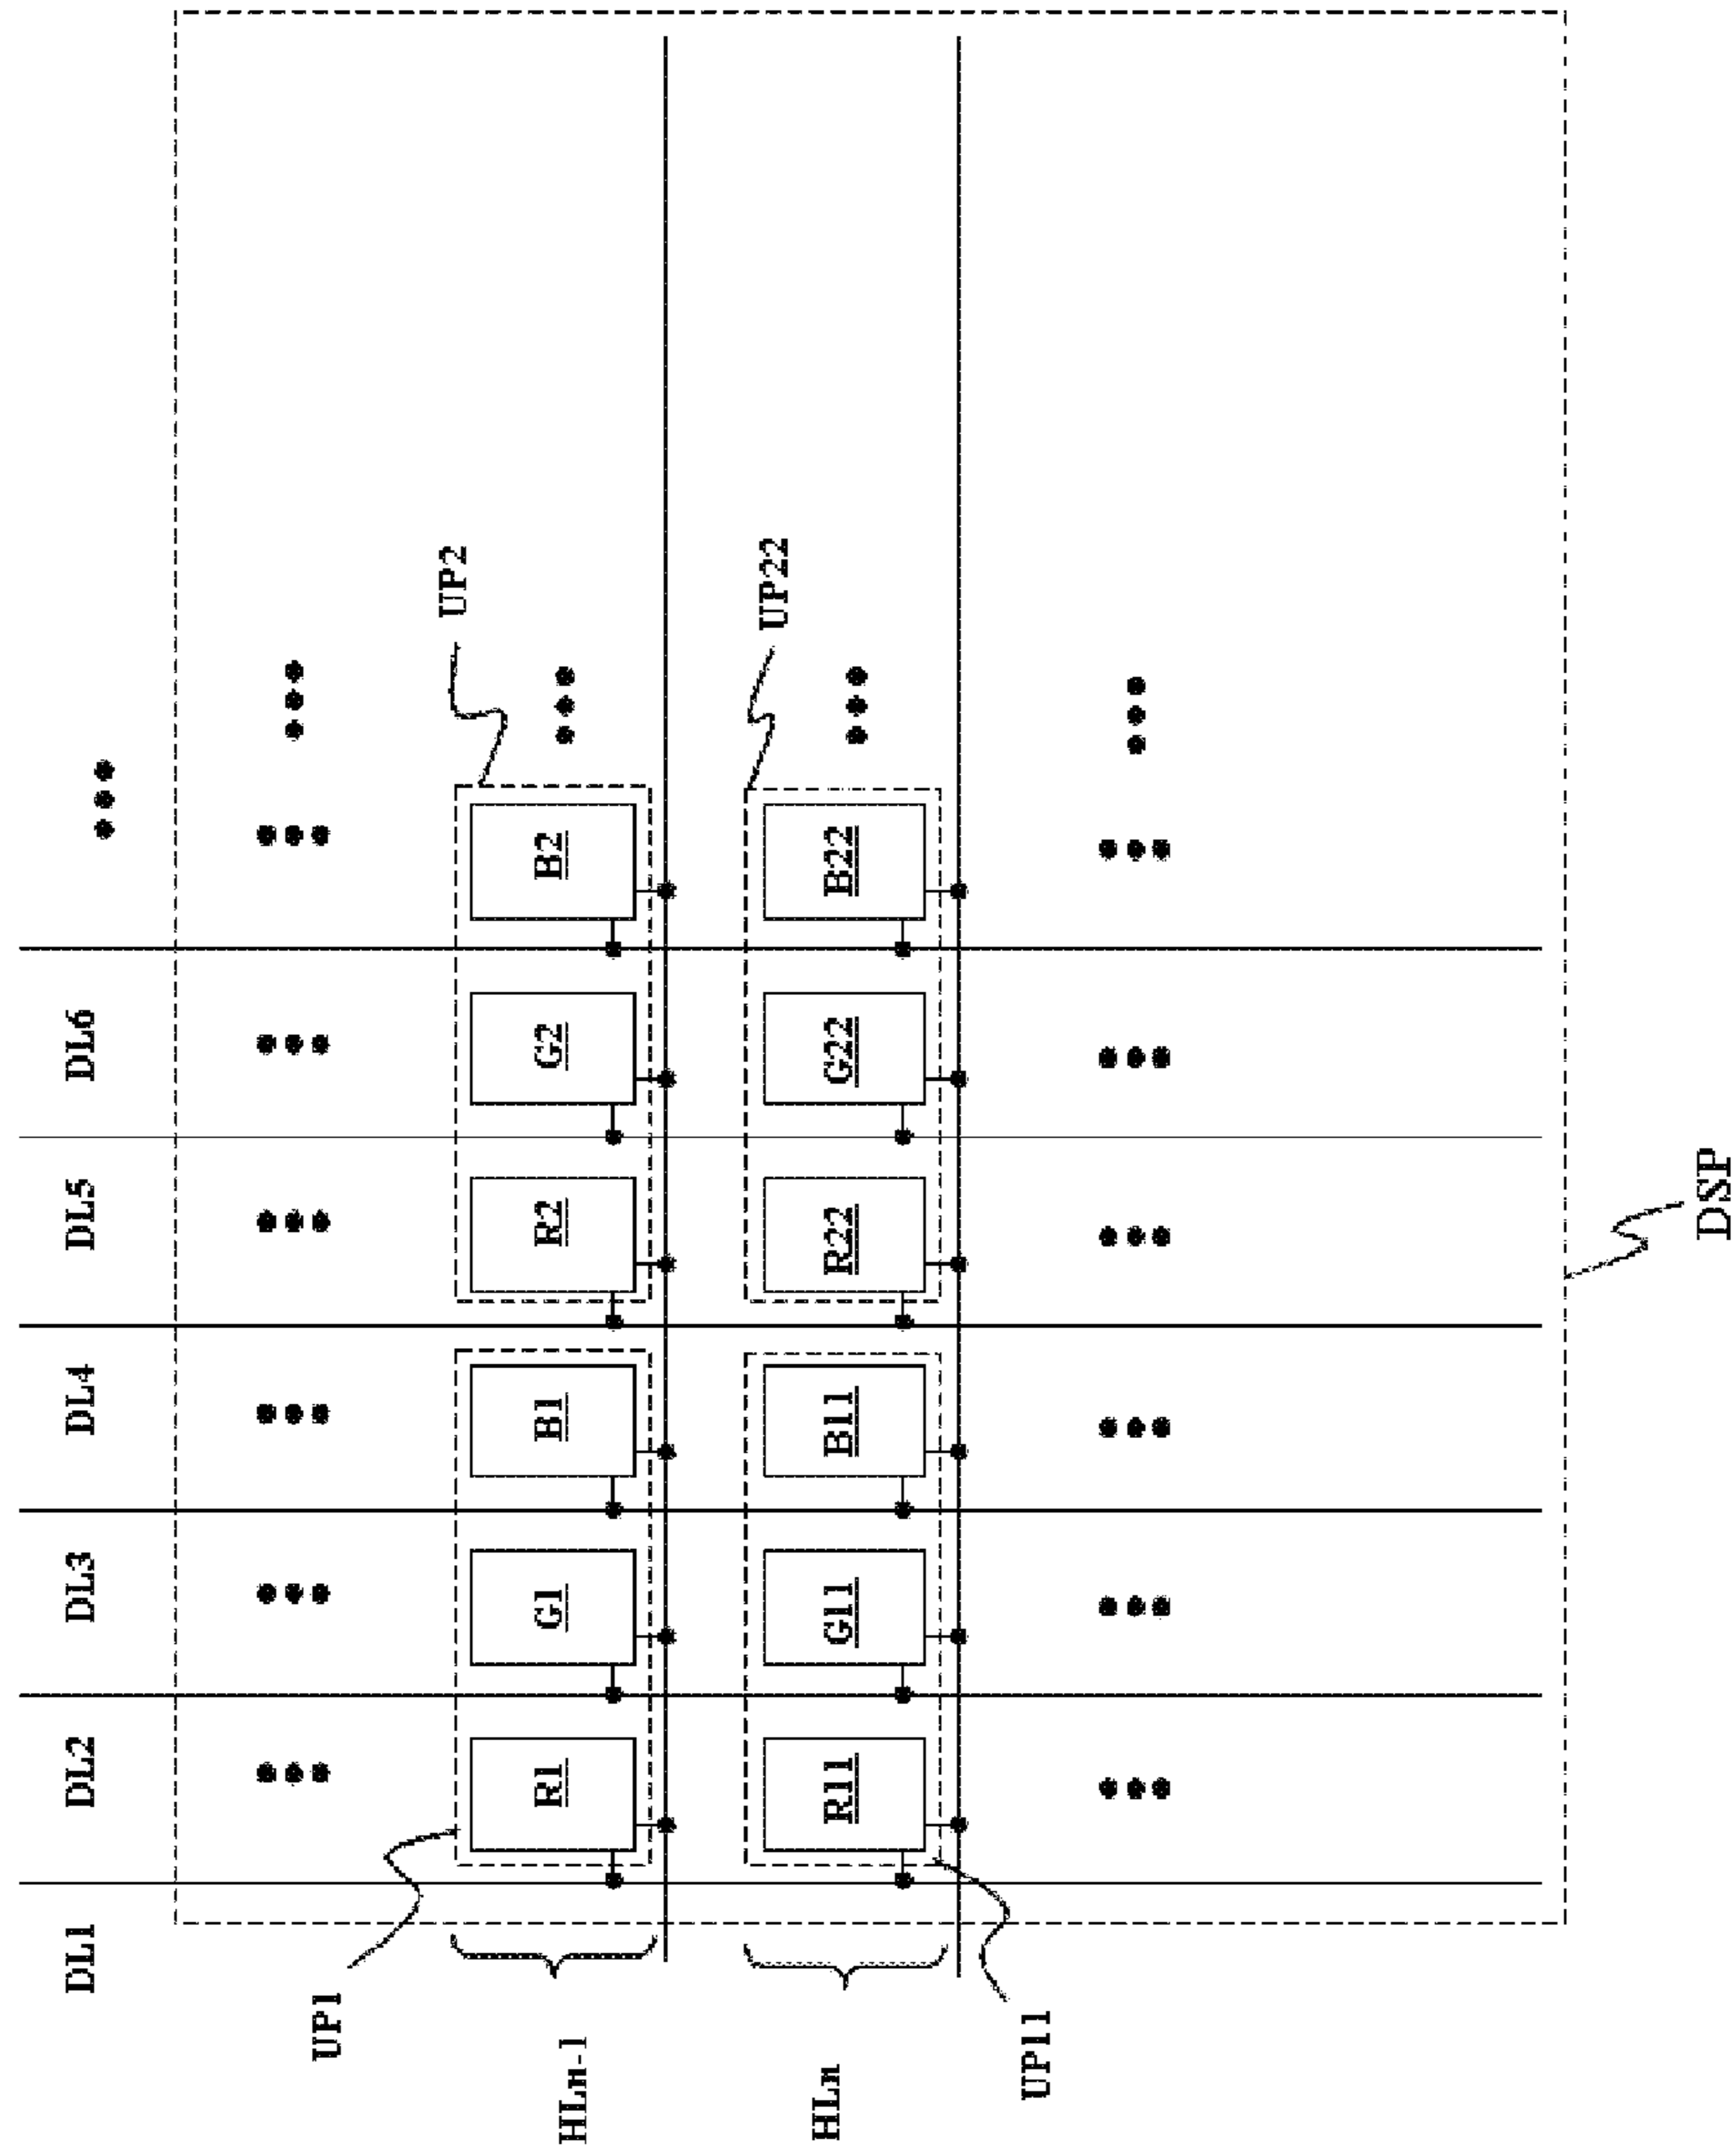 DL1 DL2 DL3 DL4 DL5 DL6
UP1
UP2
HLn-1 R1 G1 B1 R2 G2 B2
UP22
HLn R11 G11 B11 R22 G22 B22
UP11
DSP